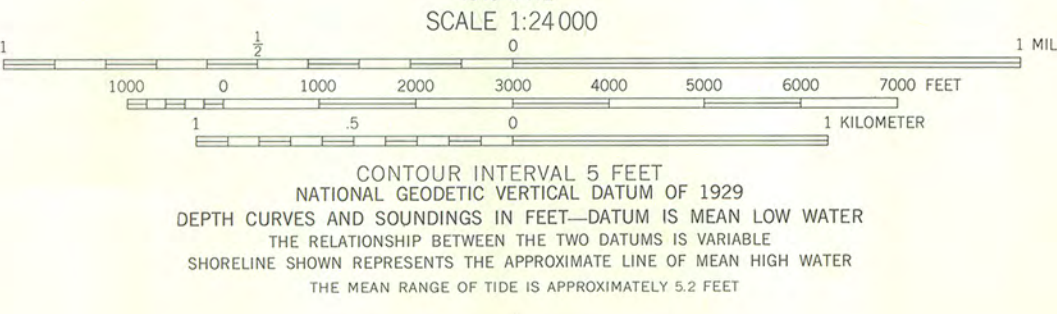 SCALE 1:24 000
1 1/2 0 1 MIL
1000 0 1000 2000 3000 4000 5000 6000 7000 FEET
1 .5 0 1 KILOMETER
CONTOUR INTERVAL 5 FEET
NATIONAL GEODETIC VERTICAL DATUM OF 1929
DEPTH CURVES AND SOUNDINGS IN FEET—DATUM IS MEAN LOW WATER
THE RELATIONSHIP BETWEEN THE TWO DATUMS IS VARIABLE
SHORELINE SHOWN REPRESENTS THE APPROXIMATE LINE OF MEAN HIGH WATER
THE MEAN RANGE OF TIDE IS APPROXIMATELY 5.2 FEET